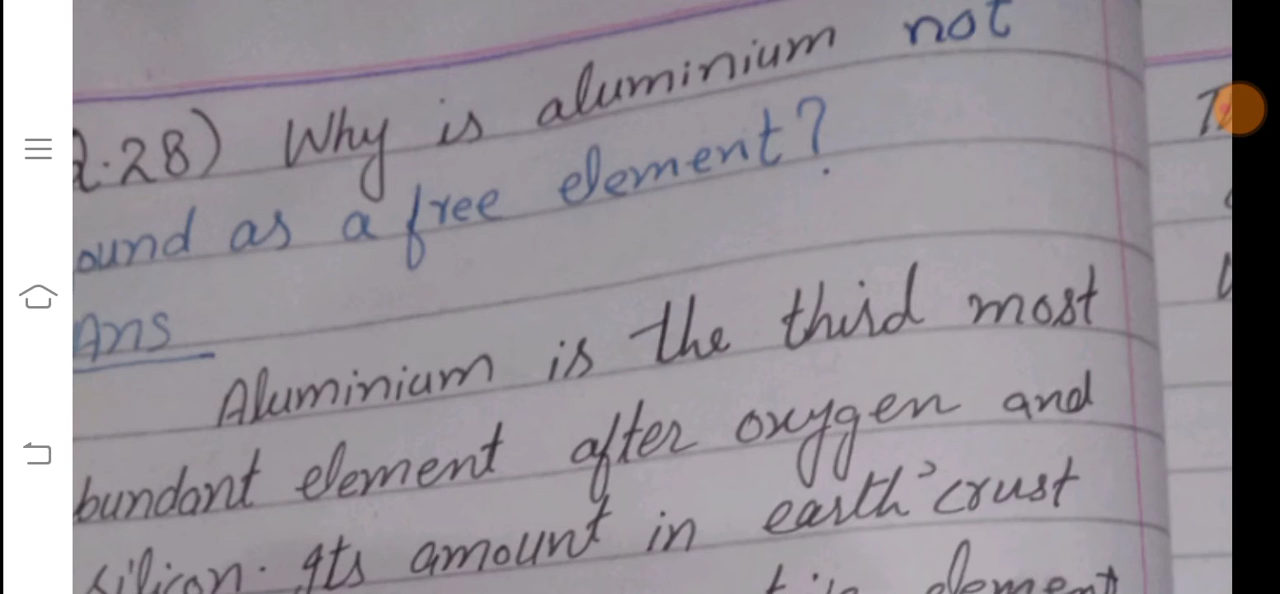 2.28) Why is aluminium not
ound as a free element?
Ans
Aluminium is the third most
bundant element after oxygen and
silicon. Its amount in earth' crust
element